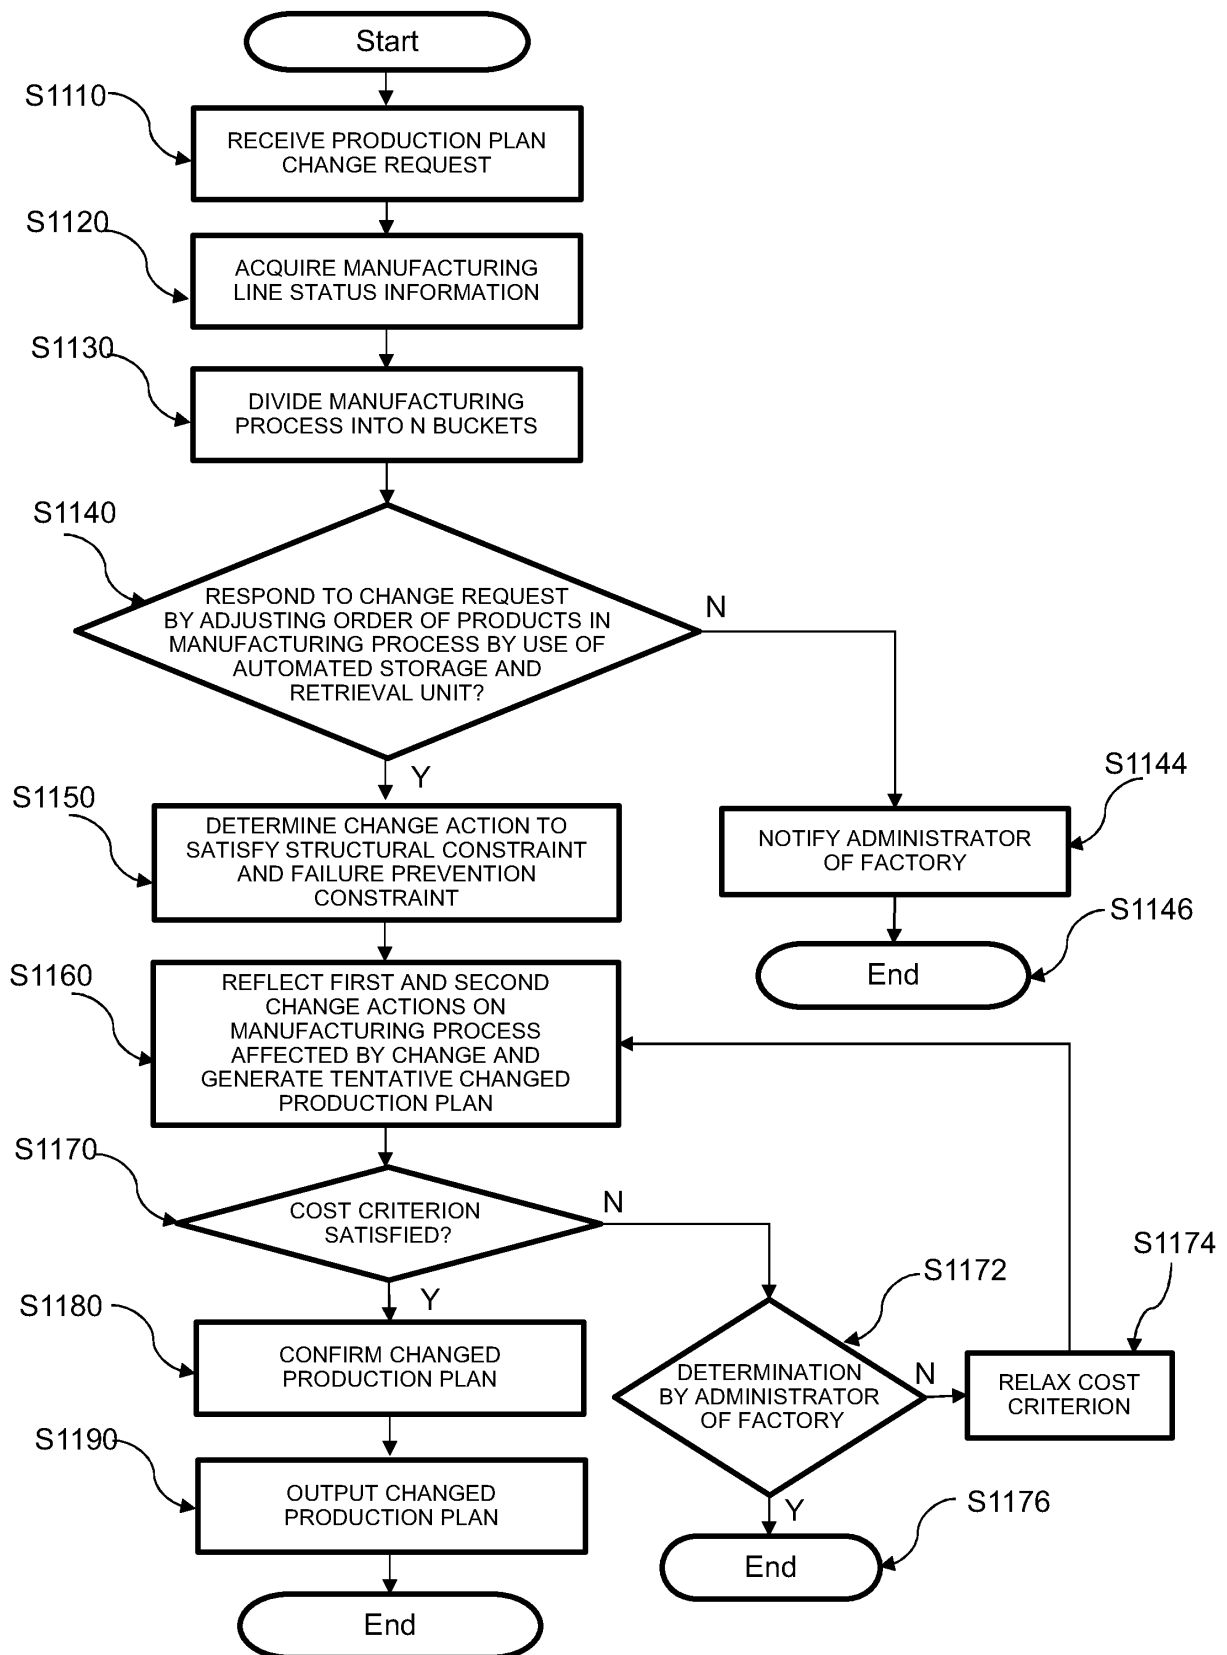 Start
S1110
RECEIVE PRODUCTION PLAN
CHANGE REQUEST
S1120
ACQUIRE MANUFACTURING
LINE STATUS INFORMATION
S1130
DIVIDE MANUFACTURING
PROCESS INTO N BUCKETS
S1140
RESPOND TO CHANGE REQUEST
BY ADJUSTING ORDER OF PRODUCTS IN
MANUFACTURING PROCESS BY USE OF
AUTOMATED STORAGE AND
RETRIEVAL UNIT?
N
Y
S1144
NOTIFY ADMINISTRATOR
OF FACTORY
S1146
End
S1150
DETERMINE CHANGE ACTION TO
SATISFY STRUCTURAL CONSTRAINT
AND FAILURE PREVENTION
CONSTRAINT
S1160
REFLECT FIRST AND SECOND
CHANGE ACTIONS ON
MANUFACTURING PROCESS
AFFECTED BY CHANGE AND
GENERATE TENTATIVE CHANGED
PRODUCTION PLAN
S1170
COST CRITERION
SATISFIED?
N
Y
S1172
DETERMINATION
BY ADMINISTRATOR
OF FACTORY
N
S1174
RELAX COST
CRITERION
Y
S1176
End
S1180
CONFIRM CHANGED
PRODUCTION PLAN
S1190
OUTPUT CHANGED
PRODUCTION PLAN
End